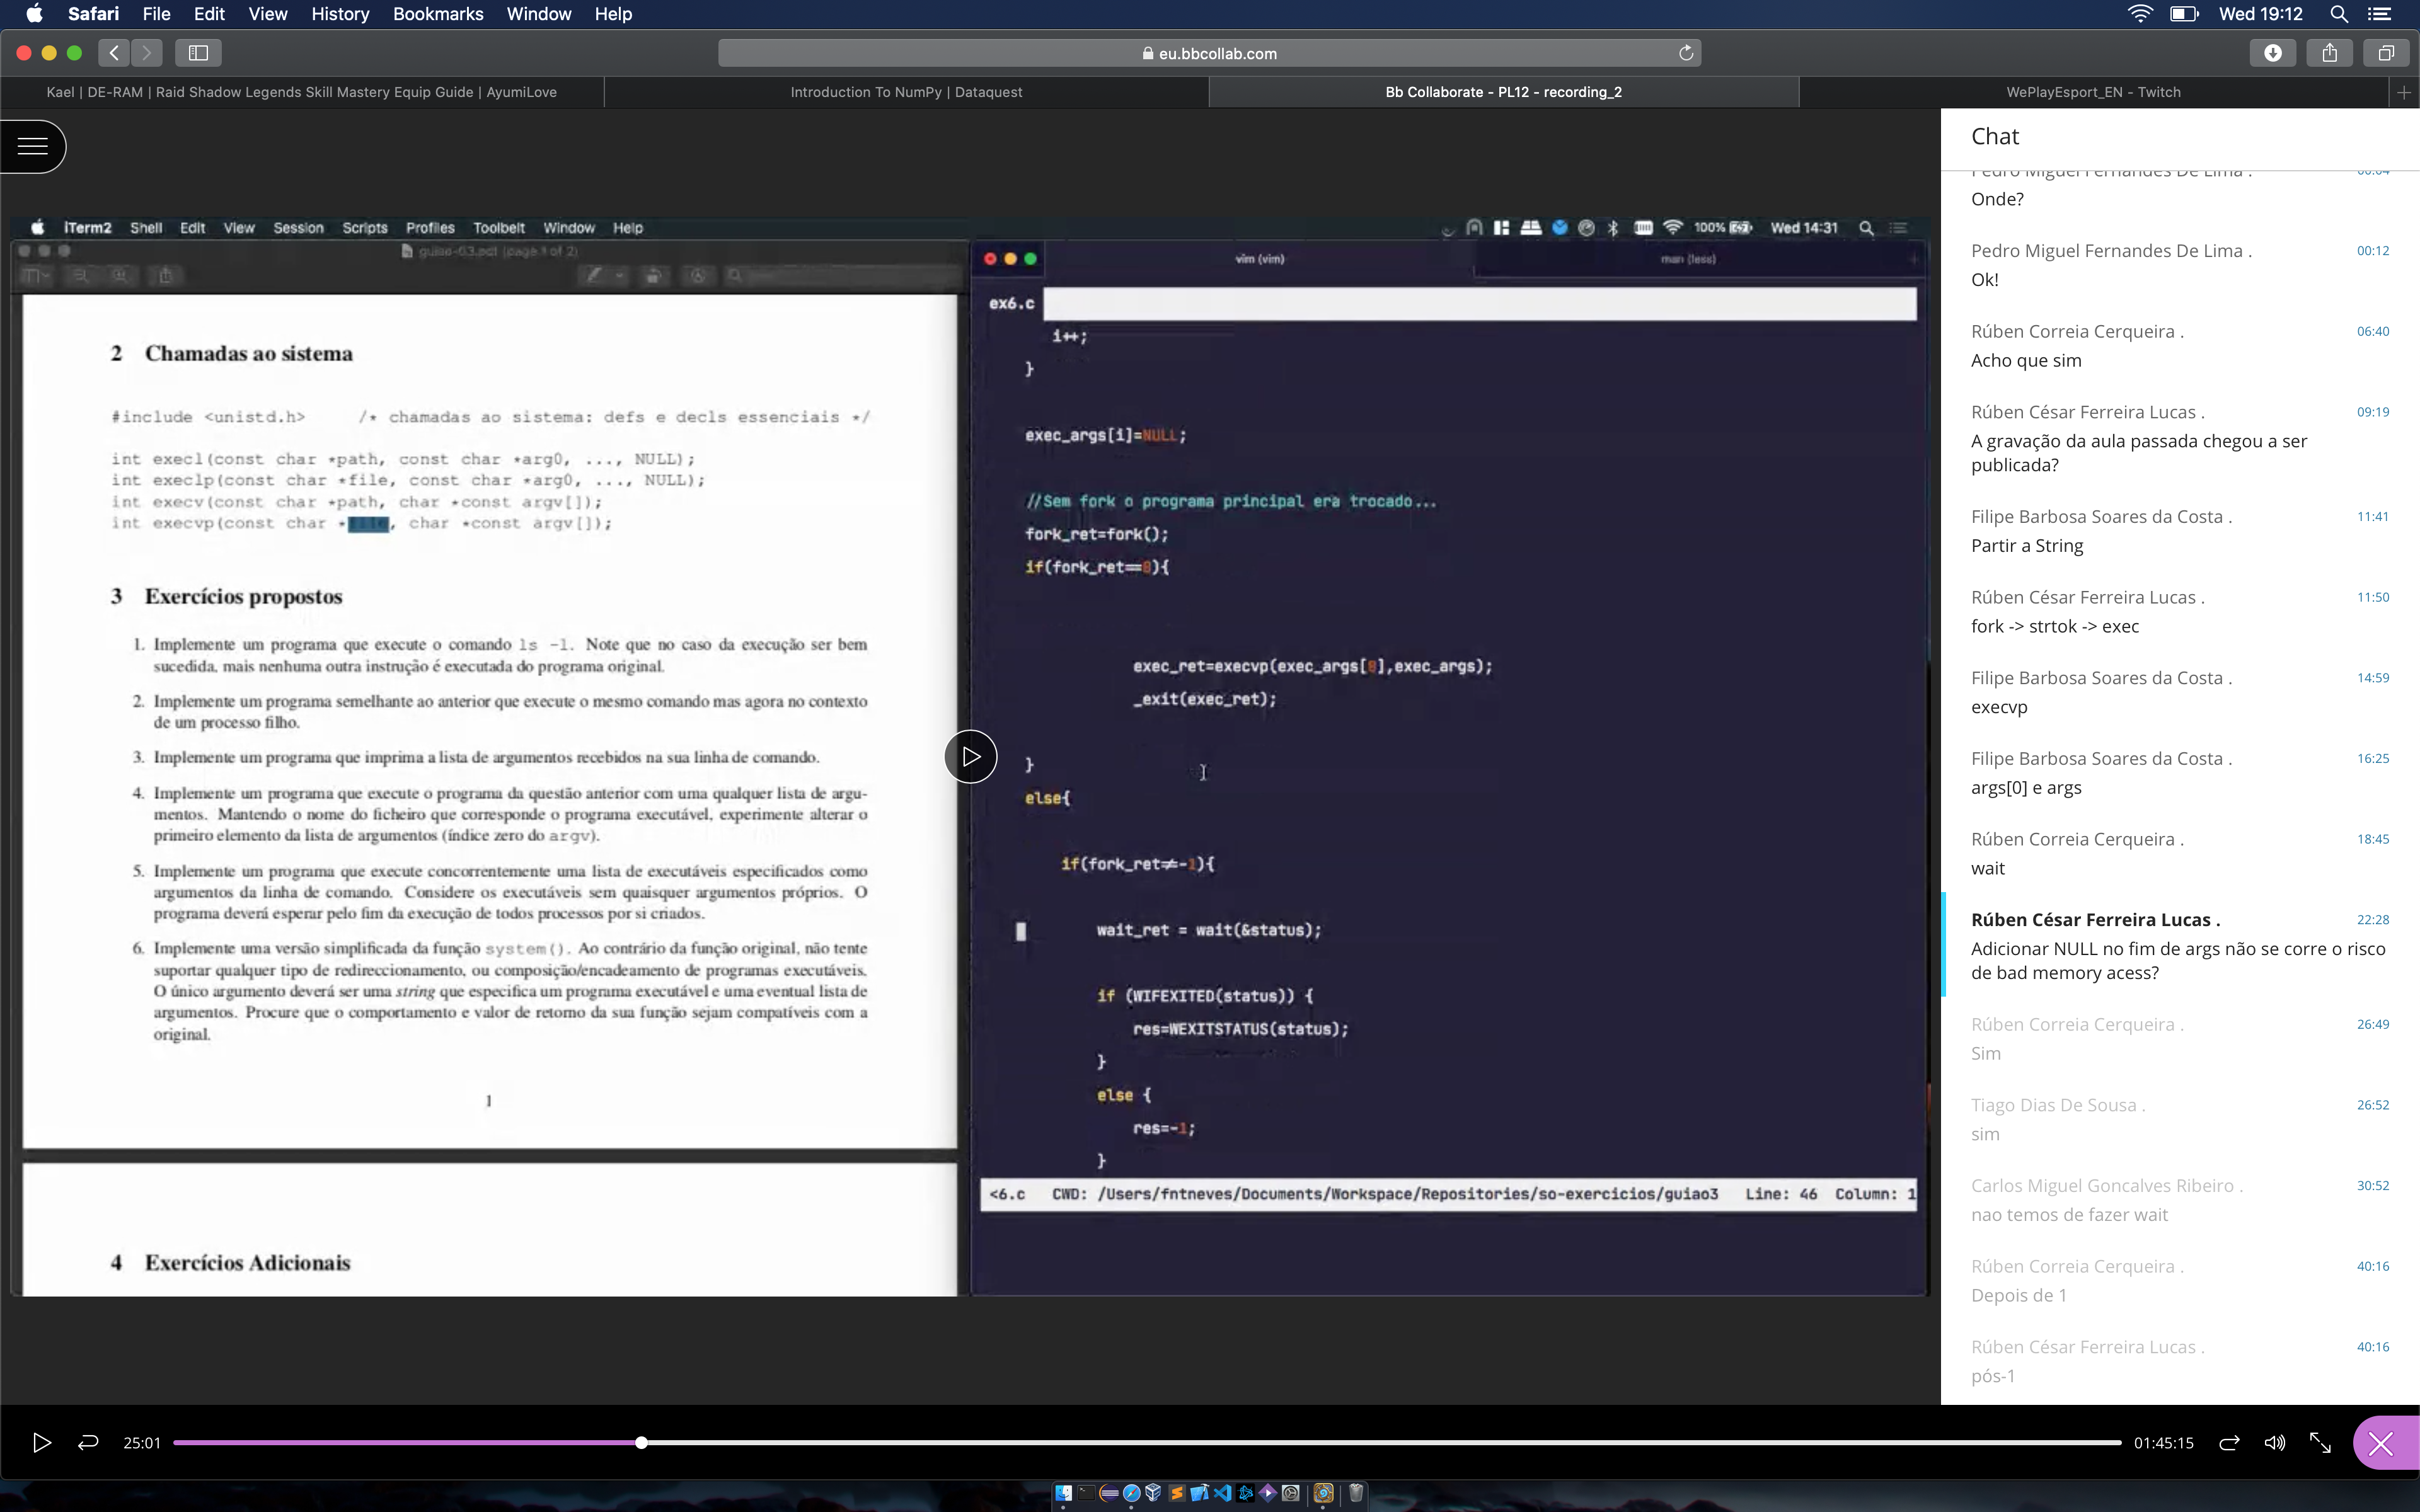 Safari File Edit View History Bookmarks Window Help Wed 19:12
eu.bbcollab.com
Kael | DE-RAM | Raid Shadow Legends Skill Mastery Equip Guide | AyumiLove
Introduction To NumPy | Dataquest
Bb Collaborate - PL12 - recording_2
WePlayEsport_EN - Twitch
iTerm2 Shell Edit View Session Scripts Profiles Toolbelt Window Help 100% Wed 14:31
guiao-03.pdf (page 1 of 2)
2 Chamadas ao sistema
#include <unistd.h> /* chamadas ao sistema: defs e decls essenciais */
int execl(const char *path, const char *arg0, ..., NULL);
int execlp(const char *file, const char *arg0, ..., NULL);
int execv(const char *path, char *const argv[]);
int execvp(const char *file, char *const argv[]);
3 Exercícios propostos
1. Implemente um programa que execute o comando ls -l. Note que no caso da execução ser bem
sucedida, mais nenhuma outra instrução é executada do programa original.
2. Implemente um programa semelhante ao anterior que execute o mesmo comando mas agora no contexto
de um processo filho.
3. Implemente um programa que imprima a lista de argumentos recebidos na sua linha de comando.
4. Implemente um programa que execute o programa da questão anterior com uma qualquer lista de argu-
mentos. Mantendo o nome do ficheiro que corresponde o programa executável, experimente alterar o
primeiro elemento da lista de argumentos (índice zero do argv).
5. Implemente um programa que execute concorrentemente uma lista de executáveis especificados como
argumentos da linha de comando. Considere os executáveis sem quaisquer argumentos próprios. O
programa deverá esperar pelo fim da execução de todos processos por si criados.
6. Implemente uma versão simplificada da função system(). Ao contrário da função original, não tente
suportar qualquer tipo de redireccionamento, ou composição/encadeamento de programas executáveis.
O único argumento deverá ser uma string que especifica um programa executável e uma eventual lista de
argumentos. Procure que o comportamento e valor de retorno da sua função sejam compatíveis com a
original.
1
4 Exercícios Adicionais
vim (vim)
man (less)
ex6.c
i++;
}
exec_args[i]=NULL;
//Sem fork o programa principal era trocado...
fork_ret=fork();
if(fork_ret==0){
exec_ret=execvp(exec_args[0],exec_args);
_exit(exec_ret);
}
else{
if(fork_ret≠-1){
wait_ret = wait(&status);
if (WIFEXITED(status)) {
res=WEXITSTATUS(status);
}
else {
res=-1;
}
<6.c CWD: /Users/fntneves/Documents/Workspace/Repositories/so-exercicios/guiao3 Line: 46 Column: 1
Chat
Pedro Miguel Fernandes De Lima .
Onde?
Pedro Miguel Fernandes De Lima . 00:12
Ok!
Rúben Correia Cerqueira . 06:40
Acho que sim
Rúben César Ferreira Lucas . 09:19
A gravação da aula passada chegou a ser
publicada?
Filipe Barbosa Soares da Costa . 11:41
Partir a String
Rúben César Ferreira Lucas . 11:50
fork -> strtok -> exec
Filipe Barbosa Soares da Costa . 14:59
execvp
Filipe Barbosa Soares da Costa . 16:25
args[0] e args
Rúben Correia Cerqueira . 18:45
wait
Rúben César Ferreira Lucas . 22:28
Adicionar NULL no fim de args não se corre o risco
de bad memory acess?
Rúben Correia Cerqueira . 26:49
Sim
Tiago Dias De Sousa . 26:52
sim
Carlos Miguel Goncalves Ribeiro . 30:52
nao temos de fazer wait
Rúben Correia Cerqueira . 40:16
Depois de 1
Rúben César Ferreira Lucas . 40:16
pós-1
25:01 01:45:15